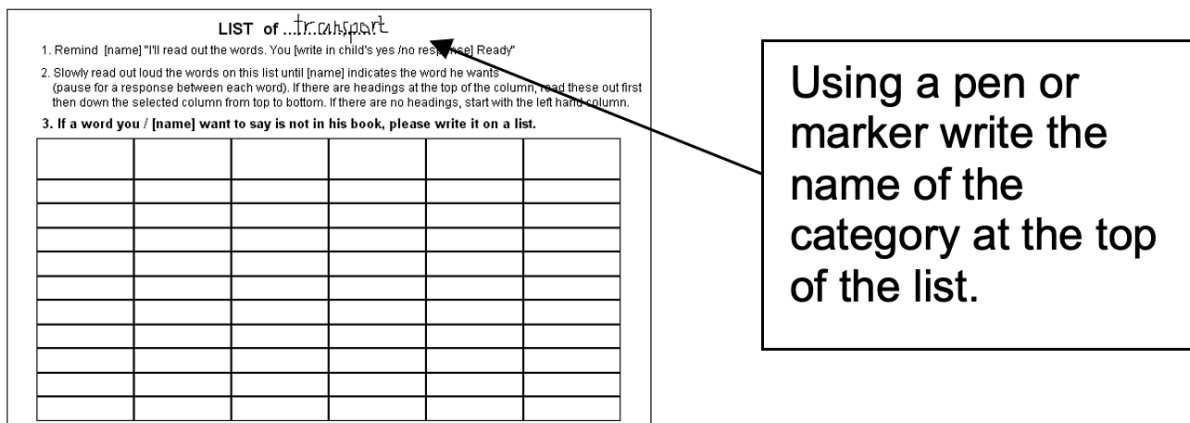 LIST of ...transport
1. Remind [name] "I'll read out the words. You [write in child's yes /no response] Ready"
2. Slowly read out loud the words on this list until [name] indicates the word he wants
(pause for a response between each word). If there are headings at the top of the column, read these out first
then down the selected column from top to bottom. If there are no headings, start with the left hand column.
3. If a word you / [name] want to say is not in his book, please write it on a list.
Using a pen or
marker write the
name of the
category at the top
of the list.